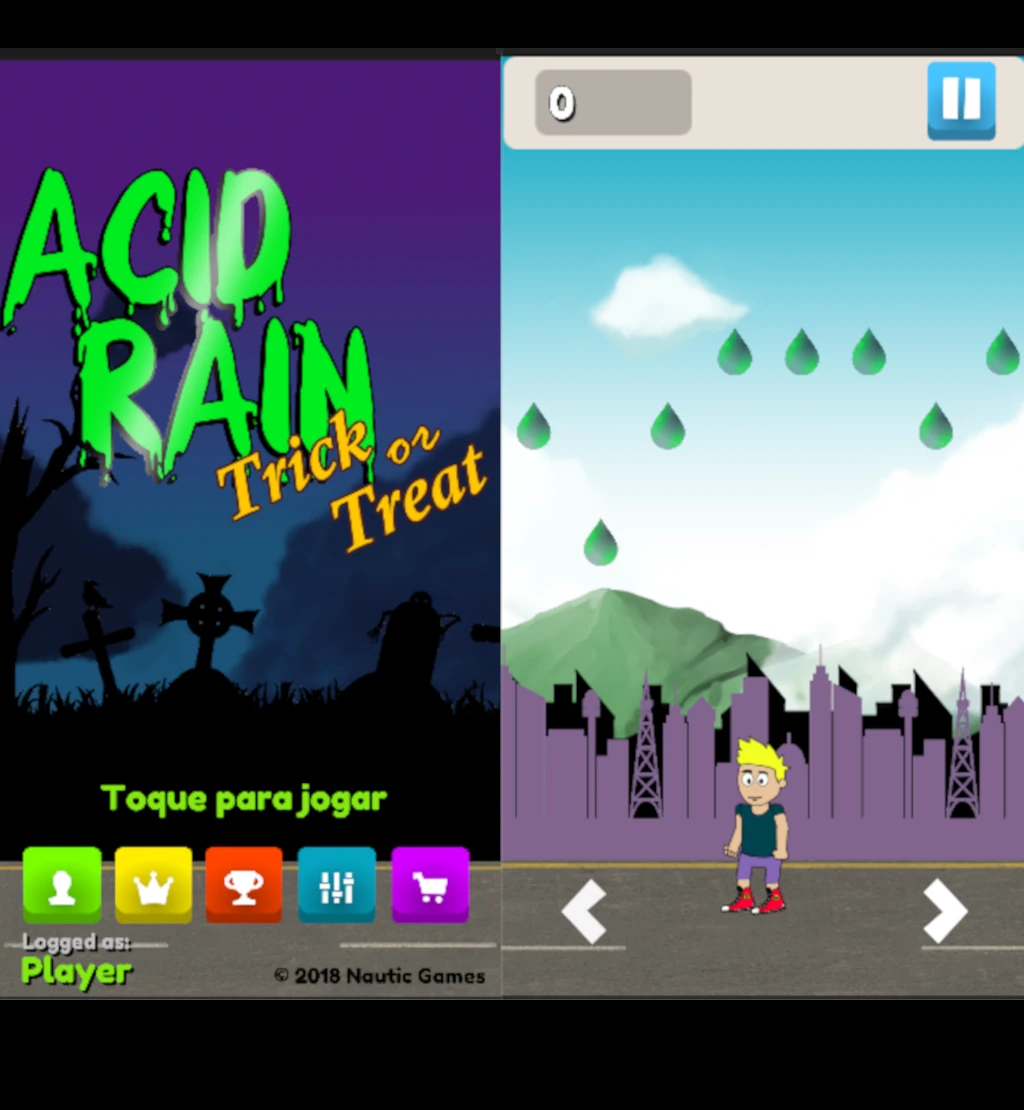 ACID
RAIN
Trick or
Treat
Toque para jogar
Logged as:
Player
© 2018 Nautic Games
0